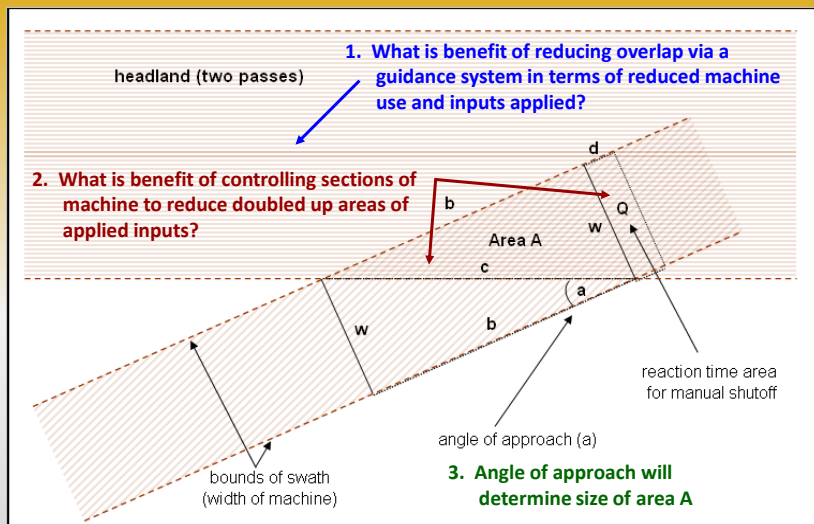 1. What is benefit of reducing overlap via a
guidance system in terms of reduced machine
use and inputs applied?
headland (two passes)
d
2. What is benefit of controlling sections of
machine to reduce doubled up areas of
applied inputs?
b
Q
w
Area A
c
a
w
b
reaction time area
for manual shutoff
angle of approach (a)
bounds of swath
(width of machine)
3. Angle of approach will
determine size of area A